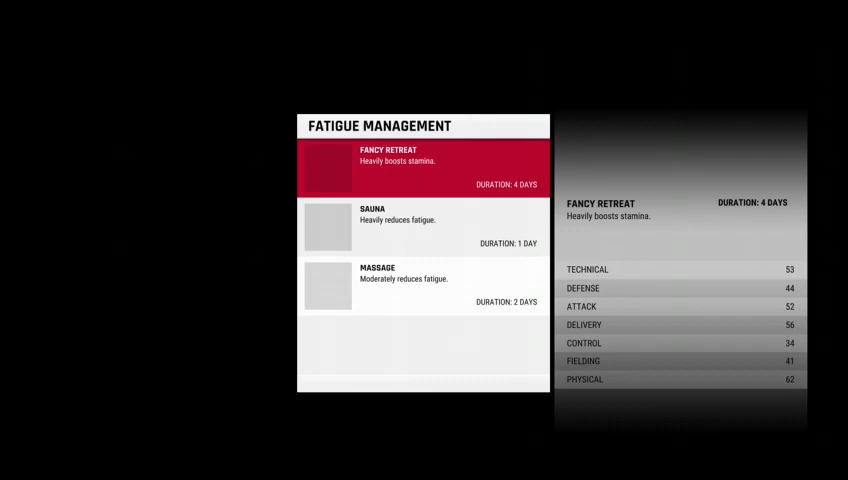 FATIGUE MANAGEMENT
FANCY RETREAT
Heavily boosts stamina.
DURATION: 4 DAYS
SAUNA
Heavily reduces fatigue.
DURATION: 1 DAY
MASSAGE
Moderately reduces fatigue.
DURATION: 2 DAYS
FANCY RETREAT DURATION: 4 DAYS
Heavily boosts stamina.
TECHNICAL 53
DEFENSE 44
ATTACK 52
DELIVERY 56
CONTROL 34
FIELDING 41
PHYSICAL 62